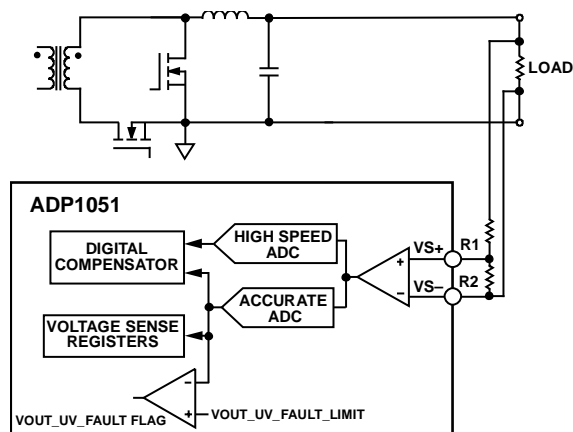 LOAD
ADP1051
DIGITAL
COMPENSATOR
HIGH SPEED
ADC
VS+
R1
VS–
R2
ACCURATE
ADC
VOLTAGE SENSE
REGISTERS
+
–
–
+
VOUT_UV_FAULT FLAG
VOUT_UV_FAULT_LIMIT